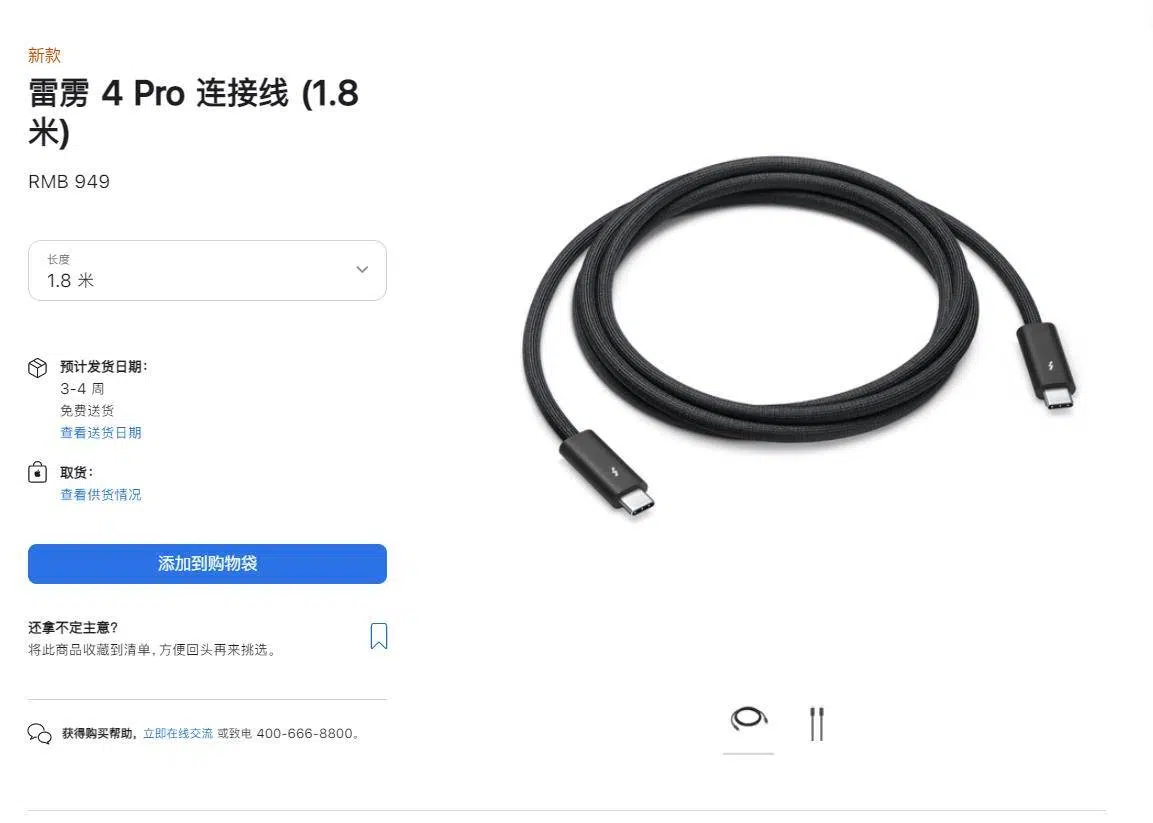 新款
雷雳 4 Pro 连接线 (1.8
米)
RMB 949
长度
1.8 米
预计发货日期：
3-4 周
免费送货
查看送货日期
取货：
查看供货情况
添加到购物袋
还拿不定主意？
将此商品收藏到清单，方便回头再来挑选。
获得购买帮助，立即在线交流 或致电 400-666-8800。